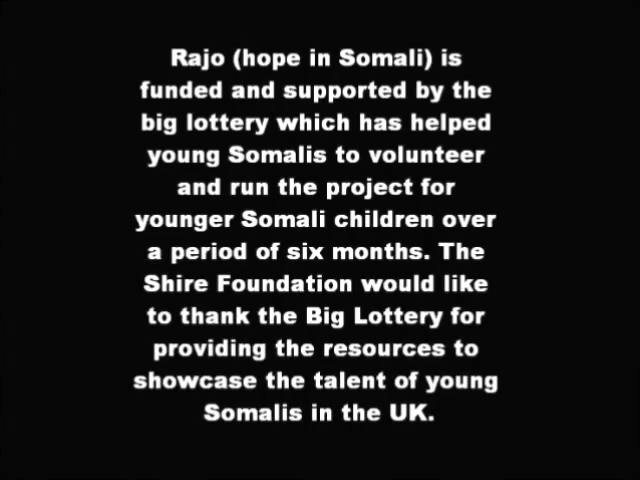 Rajo (hope in Somali) is
funded and supported by the
big lottery which has helped
young Somalis to volunteer
and run the project for
younger Somali children over
a period of six months. The
Shire Foundation would like
to thank the Big Lottery for
providing the resources to
showcase the talent of young
Somalis in the UK.